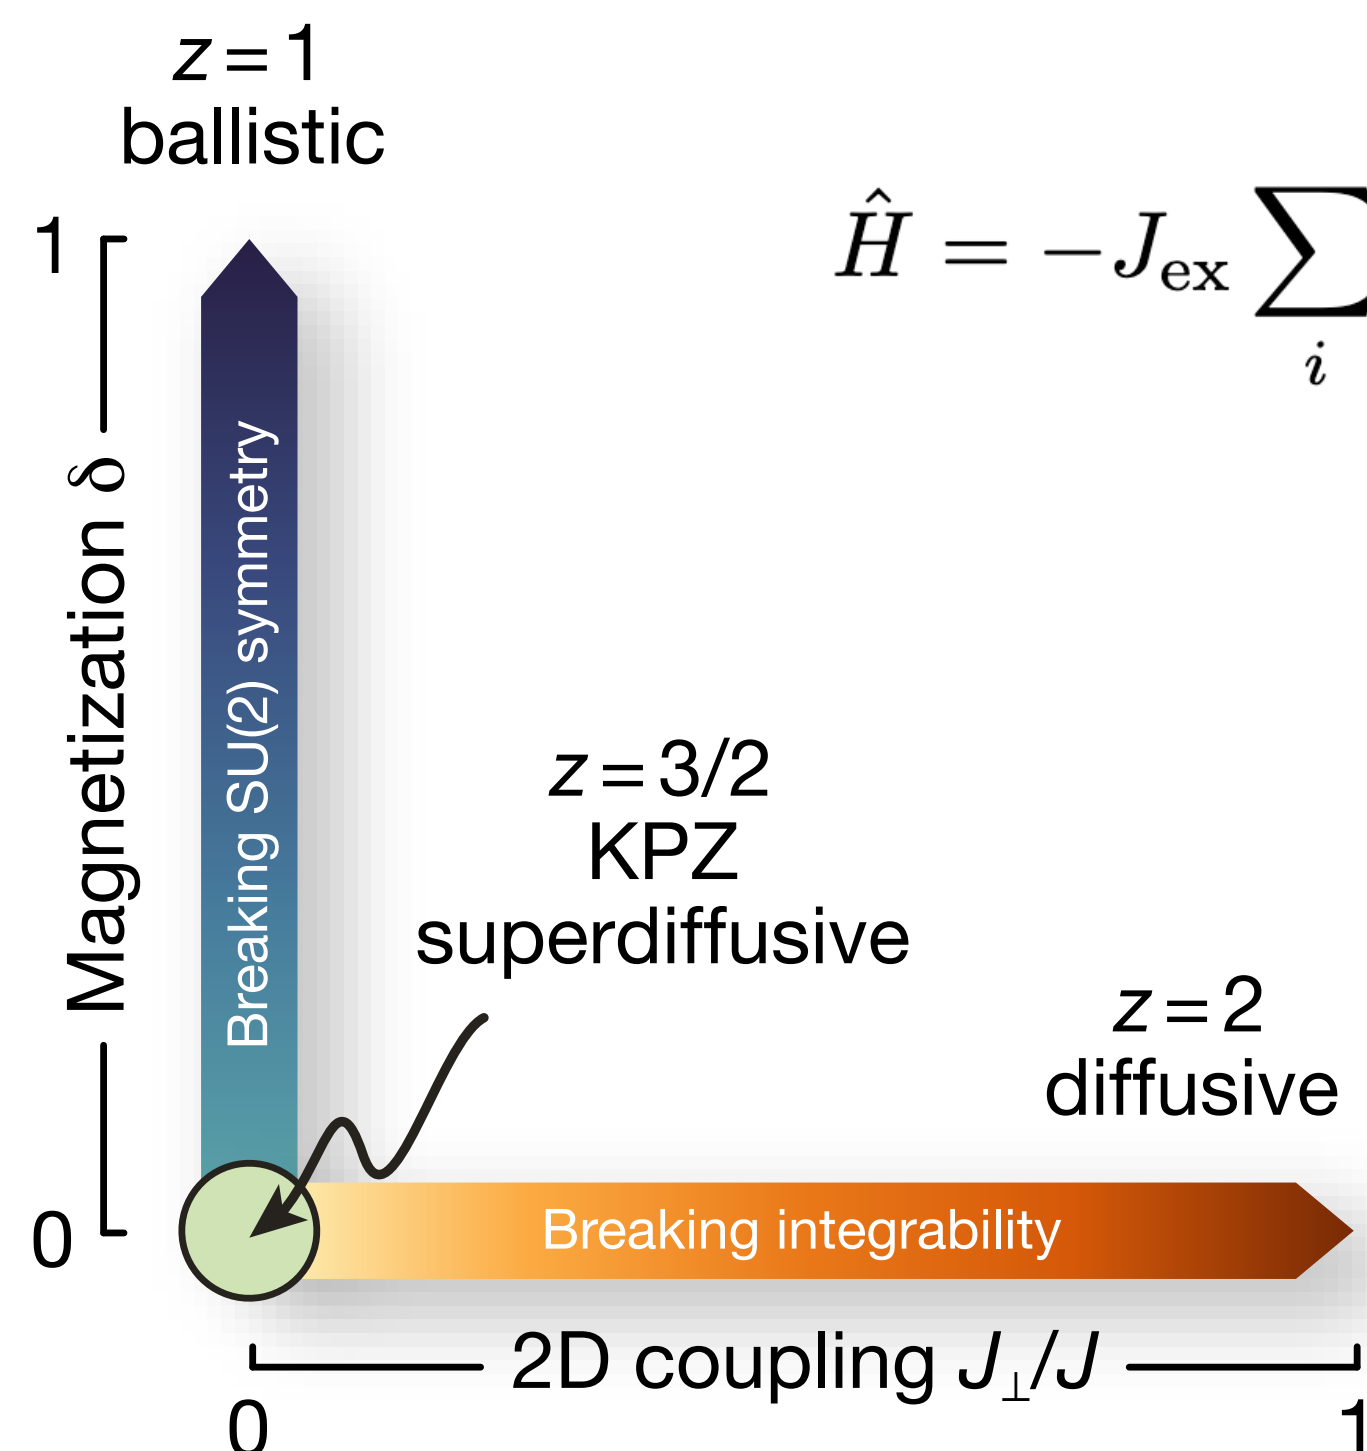 z = 1
ballistic
1
Ĥ = −J_ex ∑_i
Magnetization δ
Breaking SU(2) symmetry
z = 3/2
KPZ
superdiffusive
z = 2
diffusive
0
Breaking integrability
2D coupling J⊥/J
0
1